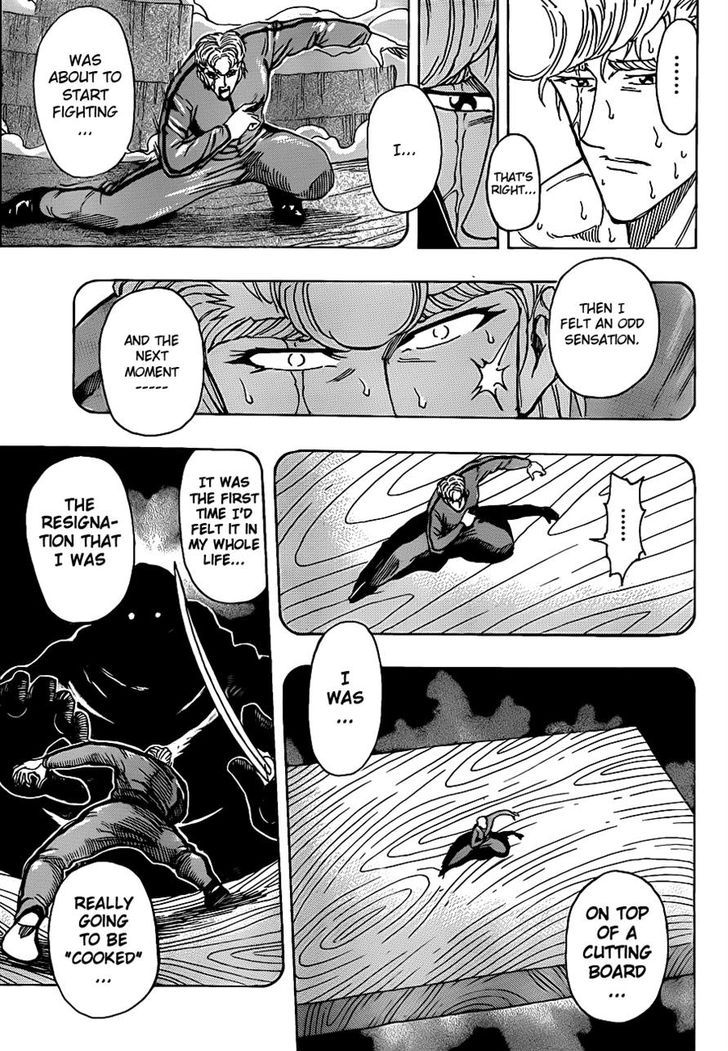 ......
THAT'S
RIGHT...
I...
WAS
ABOUT TO
START
FIGHTING
...
THEN I
FELT AN ODD
SENSATION.
AND THE
NEXT
MOMENT
-----
......
I
WAS
...
ON TOP
OF A
CUTTING
BOARD
...
IT WAS
THE FIRST
TIME I'D
FELT IT IN
MY WHOLE
LIFE...
THE
RESIGNA-
TION THAT
I WAS
REALLY
GOING
TO BE
"COOKED"
...